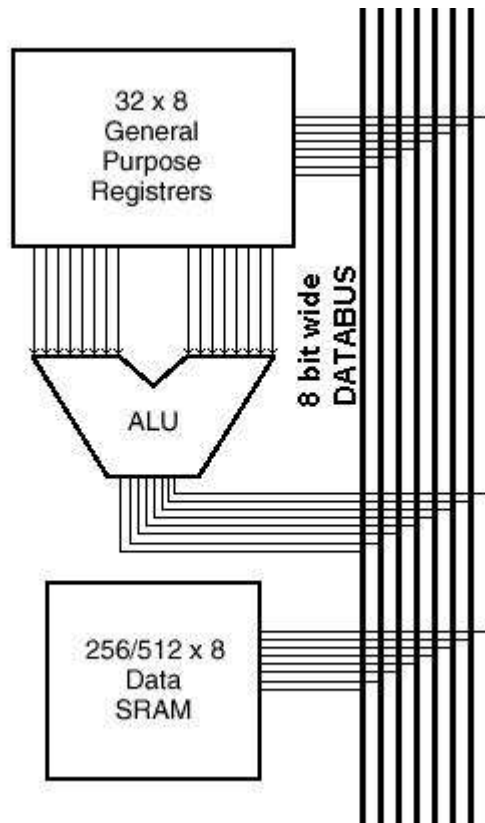 32 x 8
General
Purpose
Registrers
8 bit wide
DATABUS
ALU
256/512 x 8
Data
SRAM